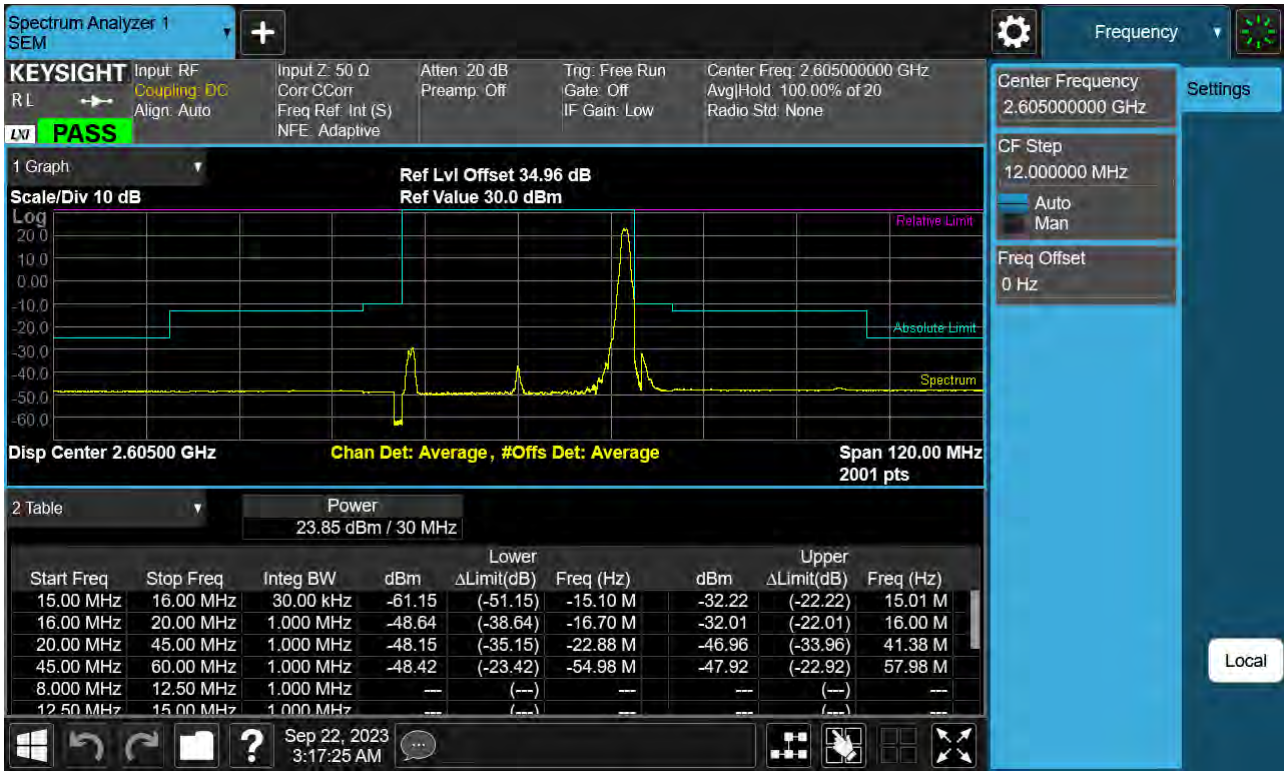 Spectrum Analyzer 1
SEM
Frequency
KEYSIGHT
RL
LXI
PASS
Input: RF
Coupling: DC
Align: Auto
Input Z: 50 Ω
Corr CCorr
Freq Ref: Int (S)
NFE: Adaptive
Atten: 20 dB
Preamp: Off
Trig: Free Run
Gate: Off
IF Gain: Low
Center Freq: 2.605000000 GHz
Avg|Hold: 100.00% of 20
Radio Std: None
Center Frequency
2.605000000 GHz
Settings
CF Step
12.000000 MHz
Auto
Man
Freq Offset
0 Hz
Local
1 Graph
Scale/Div 10 dB
Ref Lvl Offset 34.96 dB
Ref Value 30.0 dBm
Log
20.0
10.0
0.00
-10.0
-20.0
-30.0
-40.0
-50.0
-60.0
Relative Limit
Absolute Limit
Spectrum
Disp Center 2.60500 GHz
Chan Det: Average, #Offs Det: Average
Span 120.00 MHz
2001 pts
2 Table
Power
23.85 dBm / 30 MHz
Lower Upper
Start Freq Stop Freq Integ BW dBm ΔLimit(dB) Freq (Hz) dBm ΔLimit(dB) Freq (Hz)
15.00 MHz 16.00 MHz 30.00 kHz -61.15 (-51.15) -15.10 M -32.22 (-22.22) 15.01 M
16.00 MHz 20.00 MHz 1.000 MHz -48.64 (-38.64) -16.70 M -32.01 (-22.01) 16.00 M
20.00 MHz 45.00 MHz 1.000 MHz -48.15 (-35.15) -22.88 M -46.96 (-33.96) 41.38 M
45.00 MHz 60.00 MHz 1.000 MHz -48.42 (-23.42) -54.98 M -47.92 (-22.92) 57.98 M
8.000 MHz 12.50 MHz 1.000 MHz --- (---) --- --- (---) ---
12.50 MHz 15.00 MHz 1.000 MHz --- (---) --- --- (---) ---
Sep 22, 2023
3:17:25 AM